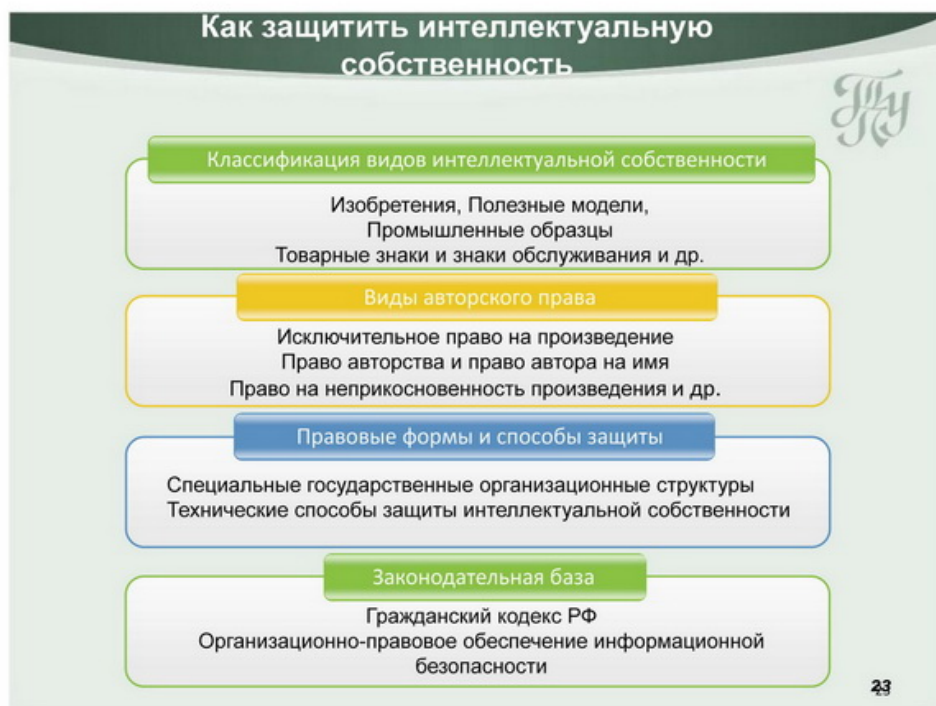 Как защитить интеллектуальную
собственность
ТПУ
Классификация видов интеллектуальной собственности
Изобретения, Полезные модели,
Промышленные образцы
Товарные знаки и знаки обслуживания и др.
Виды авторского права
Исключительное право на произведение
Право авторства и право автора на имя
Право на неприкосновенность произведения и др.
Правовые формы и способы защиты
Специальные государственные организационные структуры
Технические способы защиты интеллектуальной собственности
Законодательная база
Гражданский кодекс РФ
Организационно-правовое обеспечение информационной
безопасности
23